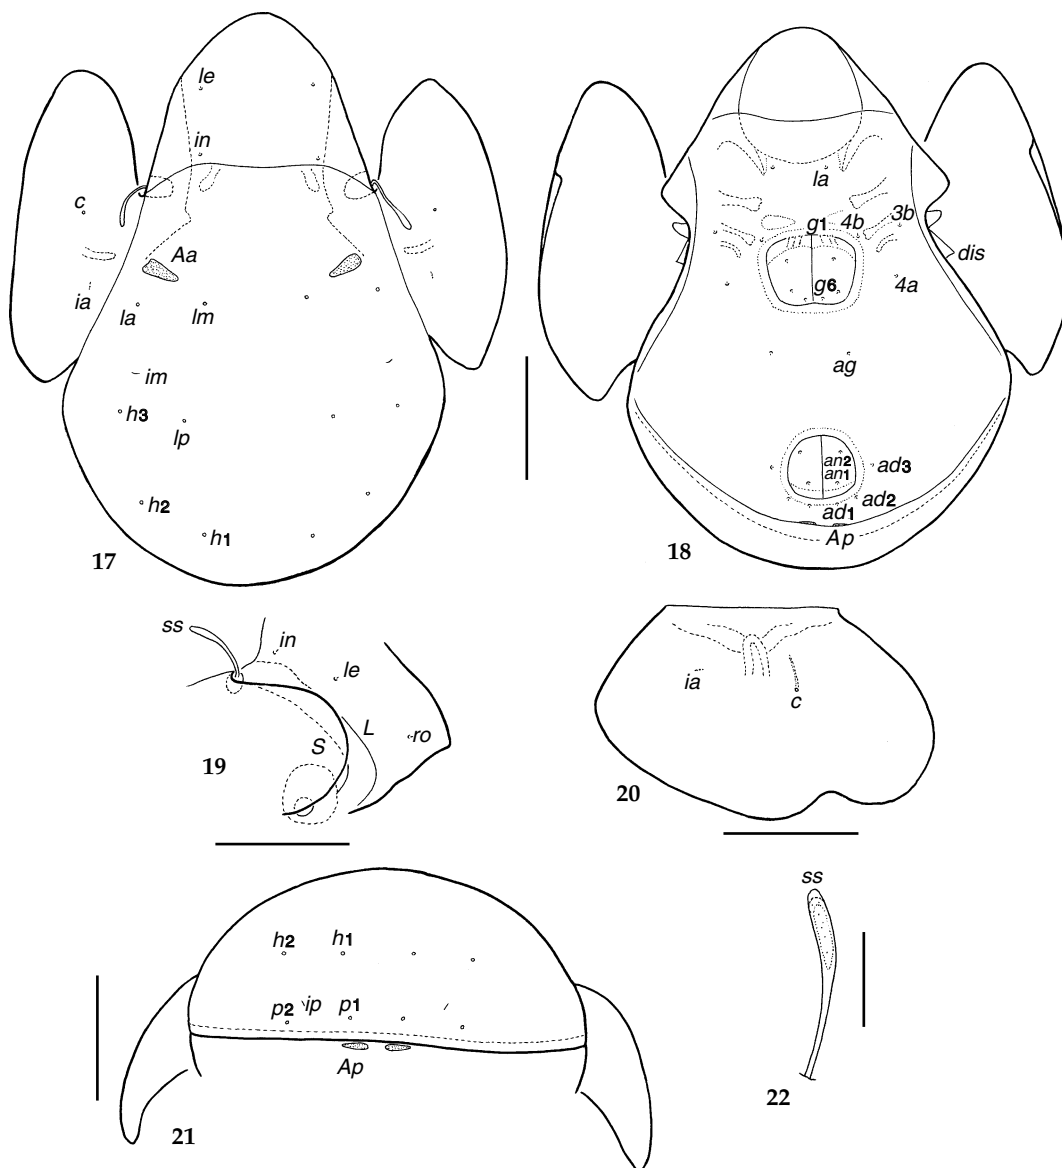 le
in
c
Aa
ia
la
lm
im
h3
lp
h2
h1
17
la
g1
4b
3b
dis
g6
4a
ag
an2
an1
ad3
ad2
ad1
Ap
18
ss
in
le
L
S
ro
19
ia
c
20
h2
h1
p2
ip
p1
Ap
21
ss
22